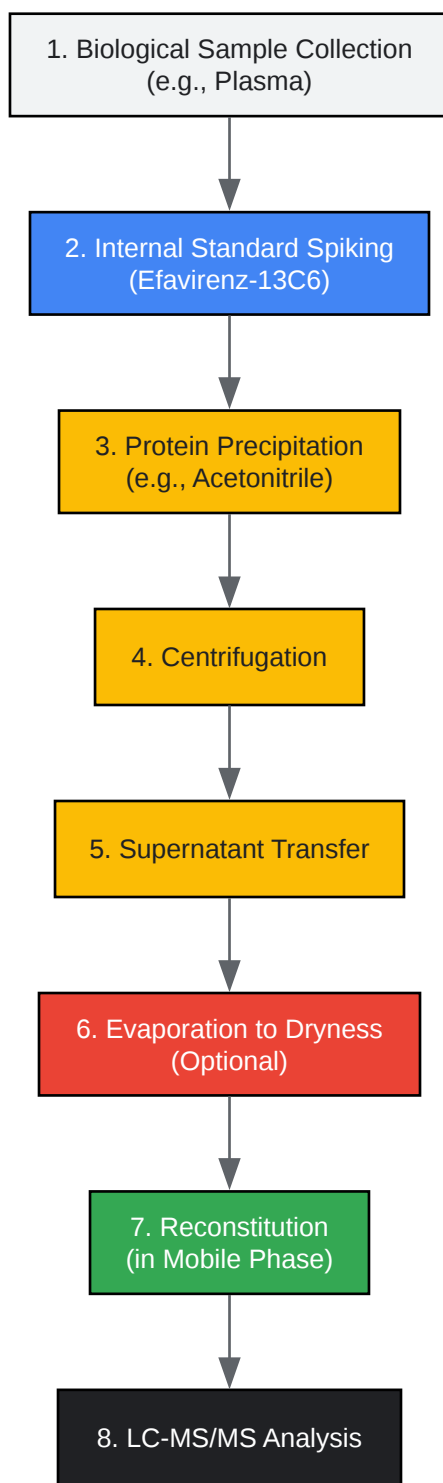 1. Biological Sample Collection
(e.g., Plasma)
2. Internal Standard Spiking
(Efavirenz-13C6)
3. Protein Precipitation
(e.g., Acetonitrile)
4. Centrifugation
5. Supernatant Transfer
6. Evaporation to Dryness
(Optional)
7. Reconstitution
(in Mobile Phase)
8. LC-MS/MS Analysis